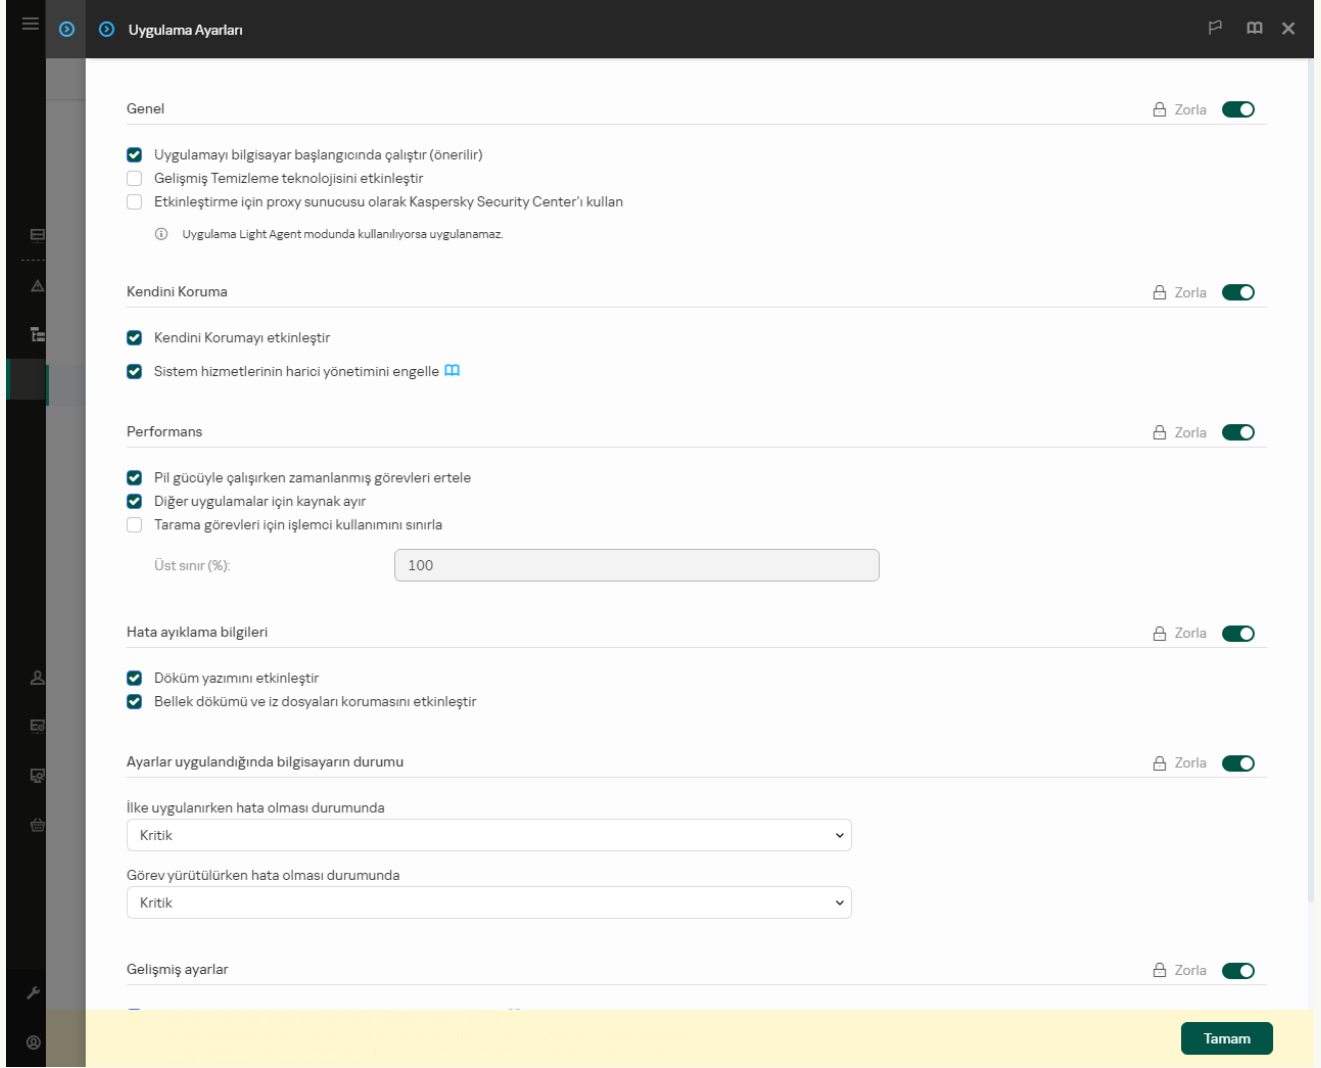 Uygulama Ayarları
Genel
Zorla
Uygulamayı bilgisayar başlangıcında çalıştır (önerilir)
Gelişmiş Temizleme teknolojisini etkinleştir
Etkinleştirme için proxy sunucusu olarak Kaspersky Security Center'ı kullan
Uygulama Light Agent modunda kullanılıyorsa uygulanamaz.
Kendini Koruma
Zorla
Kendini Korumayı etkinleştir
Sistem hizmetlerinin harici yönetimini engelle
Performans
Zorla
Pil gücüyle çalışırken zamanlanmış görevleri ertele
Diğer uygulamalar için kaynak ayır
Tarama görevleri için işlemci kullanımını sınırla
Üst sınır (%):
100
Hata ayıklama bilgileri
Zorla
Döküm yazımını etkinleştir
Bellek dökümü ve iz dosyaları korumasını etkinleştir
Ayarlar uygulandığında bilgisayarın durumu
Zorla
İlke uygulanırken hata olması durumunda
Kritik
Görev yürütülürken hata olması durumunda
Kritik
Gelişmiş ayarlar
Zorla
Tamam